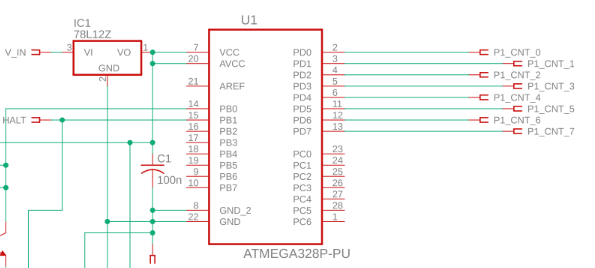 IC1
78L12Z
V_IN
3
VI
VO
1
GND
2
HALT
C1
100n
U1
7
VCC
20
AVCC
21
AREF
14
PB0
15
PB1
16
PB2
17
PB3
18
PB4
19
PB5
9
PB6
10
PB7
8
GND_2
22
GND
PD0
2
P1_CNT_0
PD1
3
P1_CNT_1
PD2
4
P1_CNT_2
PD3
5
P1_CNT_3
PD4
6
P1_CNT_4
PD5
11
P1_CNT_5
PD6
12
P1_CNT_6
PD7
13
P1_CNT_7
PC0
23
PC1
24
PC2
25
PC3
26
PC4
27
PC5
28
PC6
1
ATMEGA328P-PU